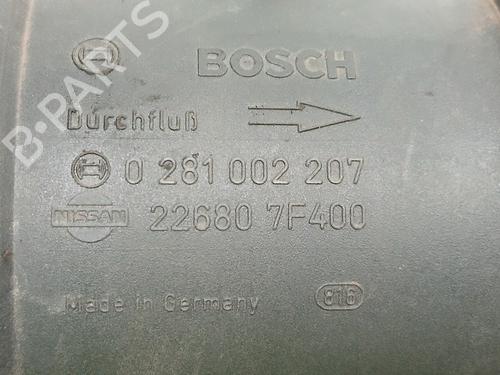 B-PARTS
BOSCH
Durchfluß
0 281 002 207
NISSAN 22680 7F400
Made in Germany 816